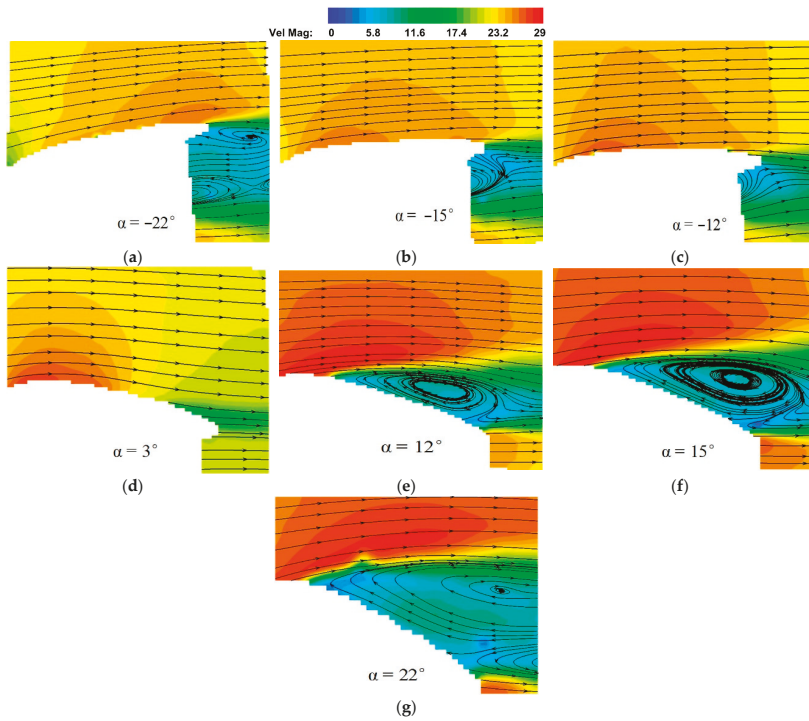 Vel Mag: 0 5.8 11.6 17.4 23.2 29
α = −22°
α = −15°
α = −12°
(a)
(b)
(c)
α = 3°
α = 12°
α = 15°
(d)
(e)
(f)
α = 22°
(g)